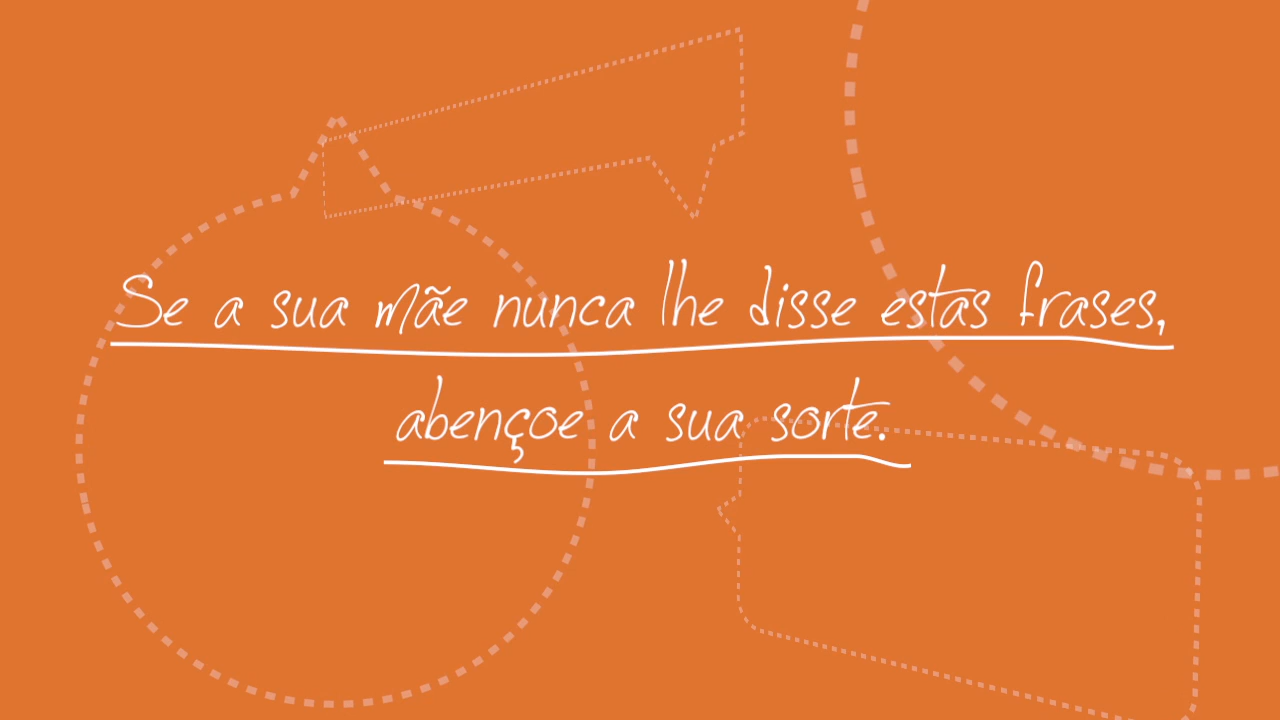 Se a sua mãe nunca lhe disse estas frases,
abençoe a sua sorte.